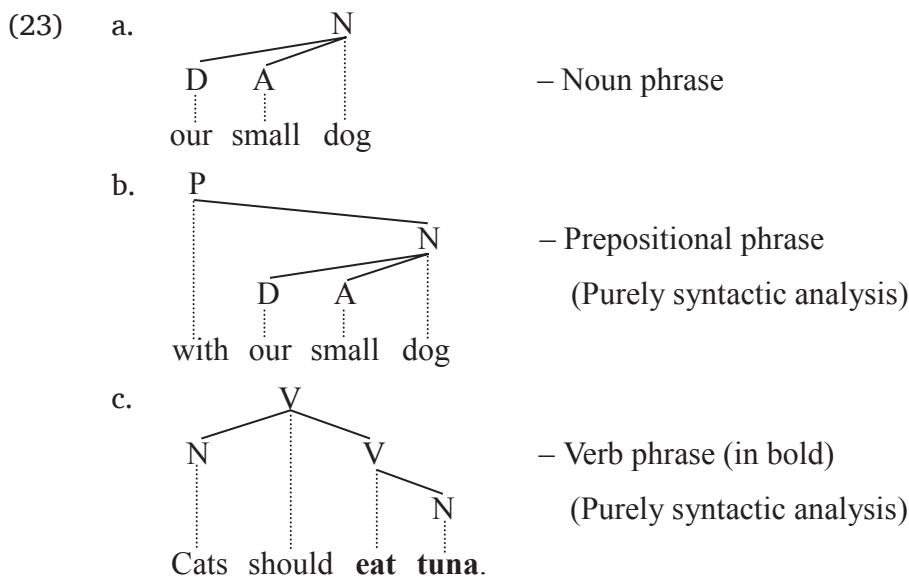 (23) a. N
D A – Noun phrase
our small dog
b. P
N – Prepositional phrase
D A (Purely syntactic analysis)
with our small dog
c. V
N V – Verb phrase (in bold)
N (Purely syntactic analysis)
Cats should eat tuna.